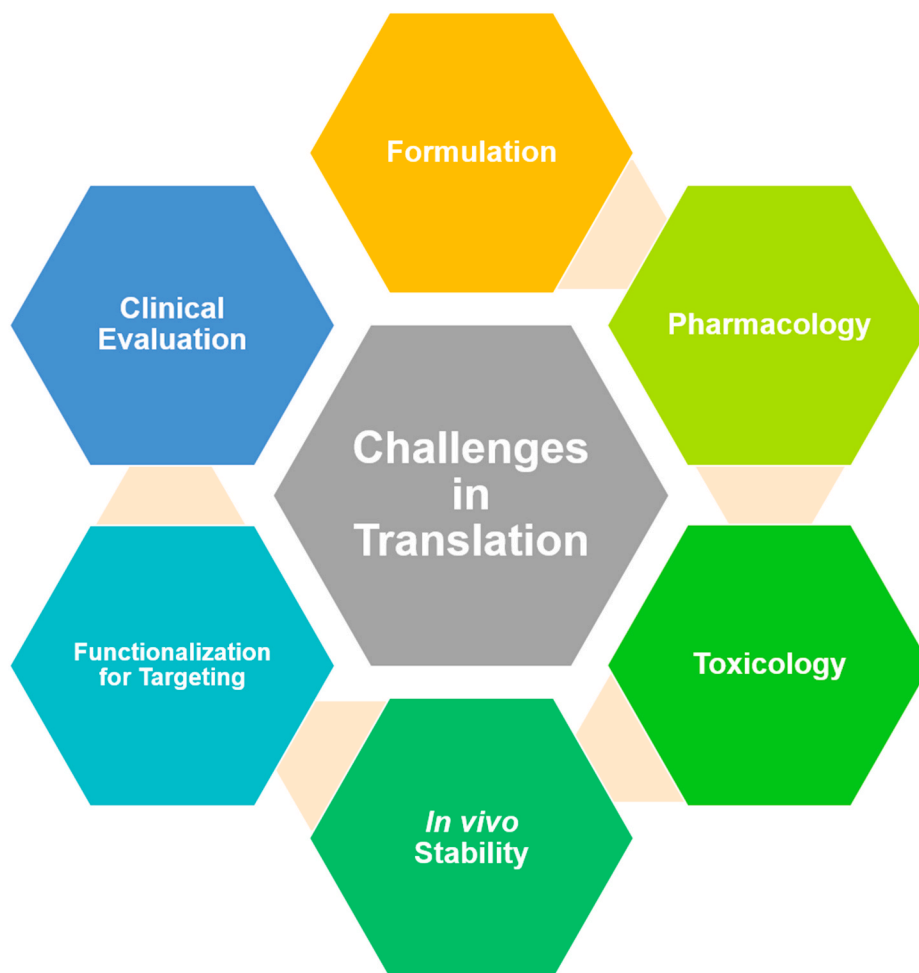 Formulation
Clinical
Evaluation
Pharmacology
Challenges
in
Translation
Functionalization
for Targeting
Toxicology
In vivo
Stability